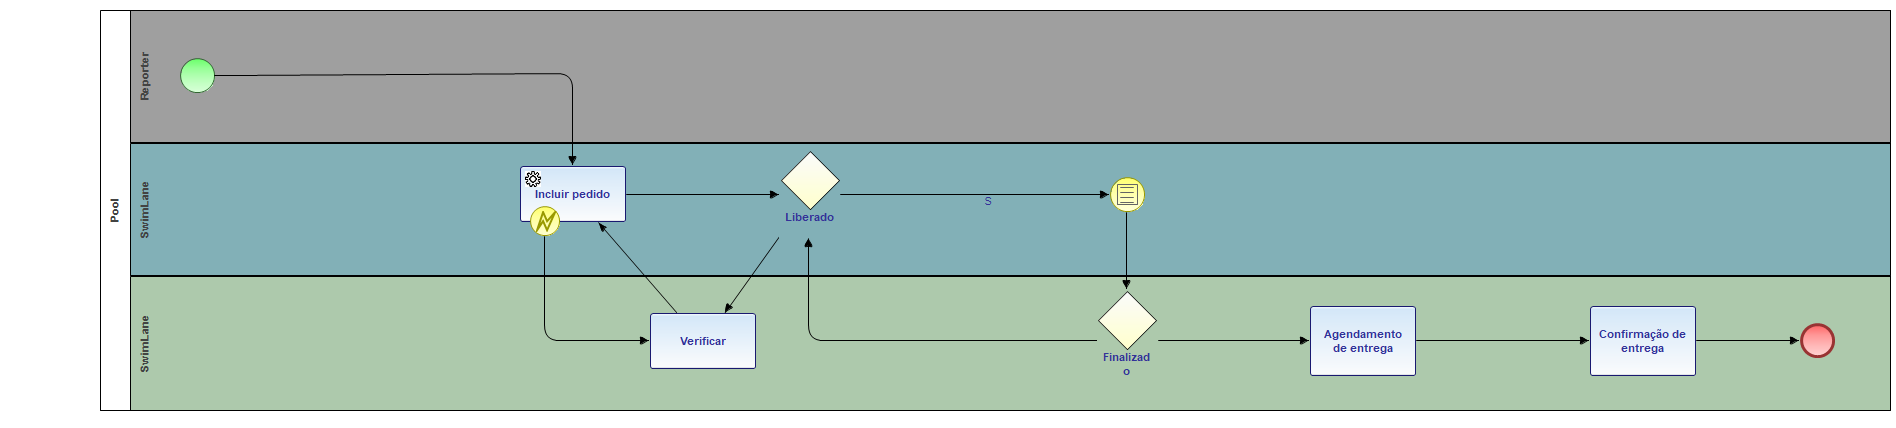 Pool
Reporter
SwimLane
Incluir pedido
Liberado
S
SwimLane
Verificar
Finalizad
o
Agendamento
de entrega
Confirmação de
entrega